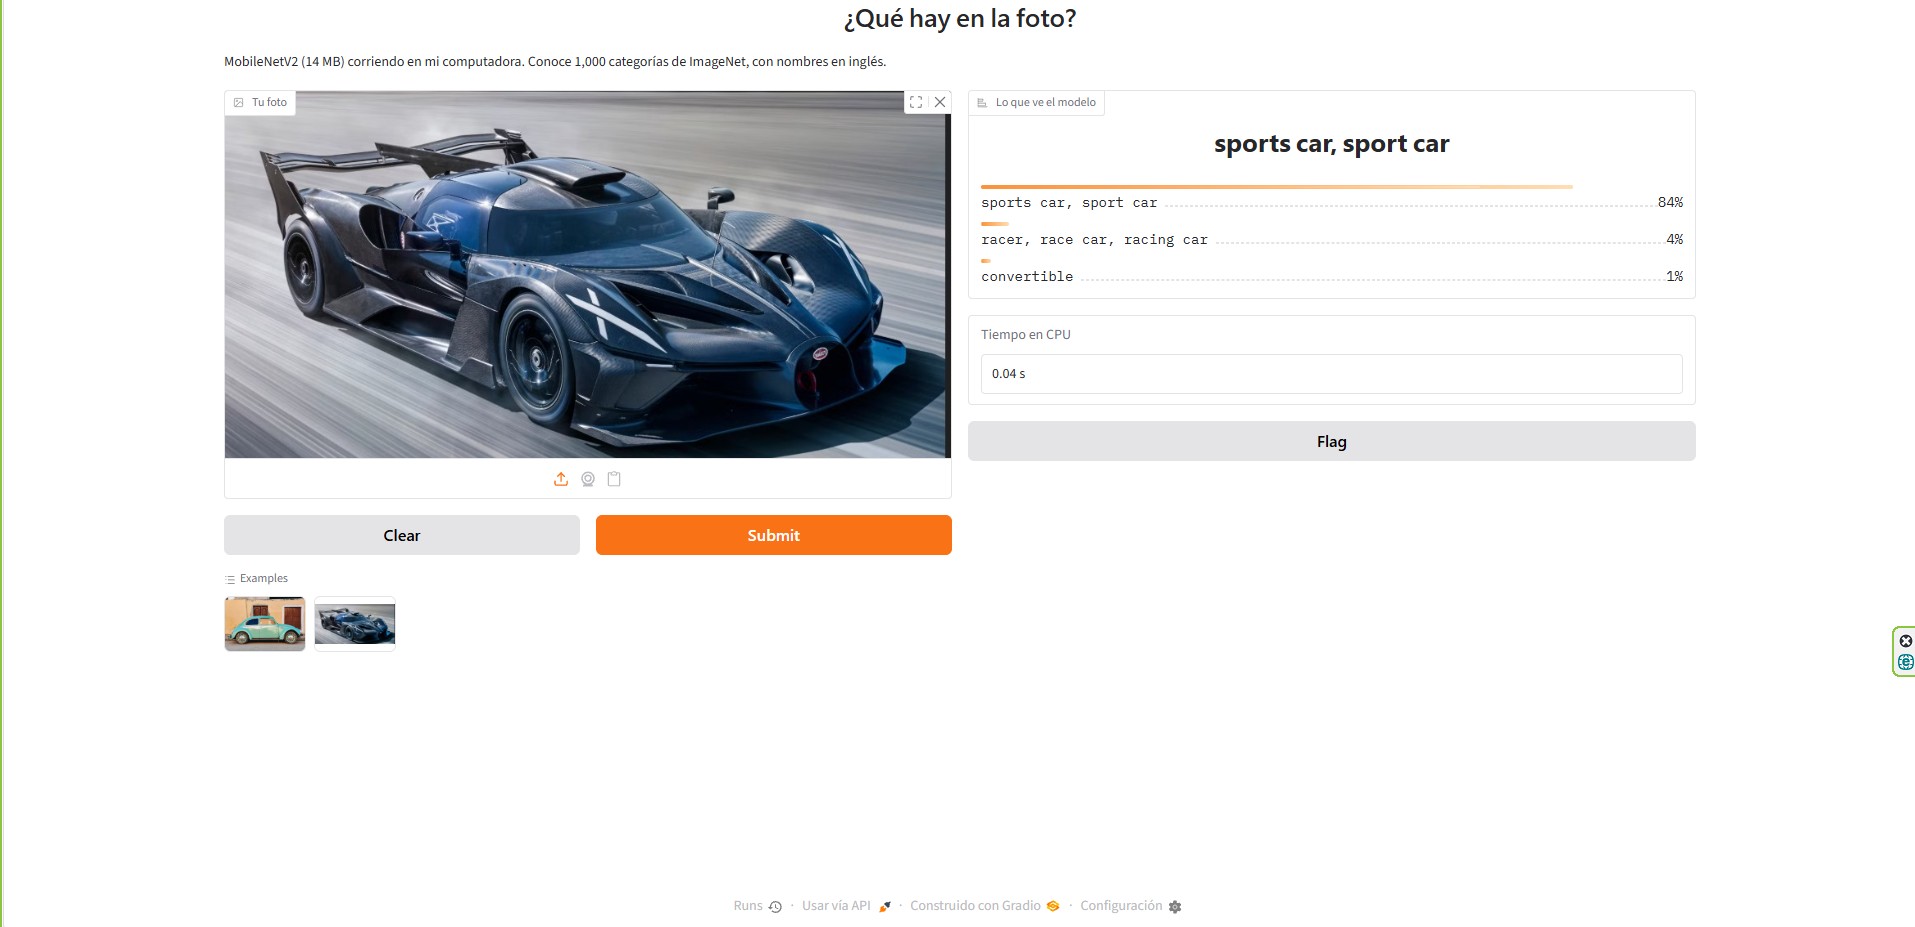 ¿Qué hay en la foto?
MobileNetV2 (14 MB) corriendo en mi computadora. Conoce 1,000 categorías de ImageNet, con nombres en inglés.
Tu foto
Lo que ve el modelo
sports car, sport car
sports car, sport car 84%
racer, race car, racing car 4%
convertible 1%
Tiempo en CPU
0.04 s
Flag
Clear
Submit
Examples
Runs · Usar vía API · Construido con Gradio · Configuración